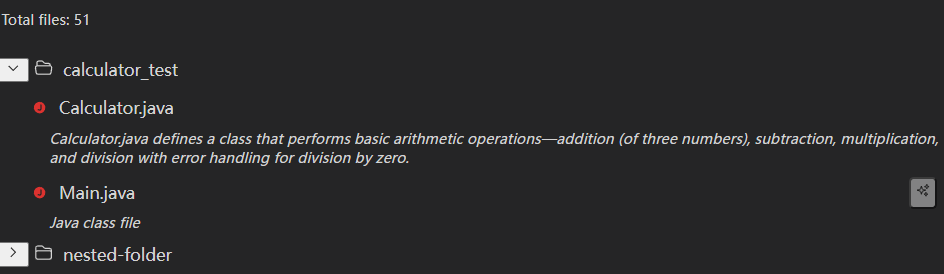 Total files: 51
calculator_test
Calculator.java
Calculator.java defines a class that performs basic arithmetic operations—addition (of three numbers), subtraction, multiplication,
and division with error handling for division by zero.
Main.java
Java class file
nested-folder